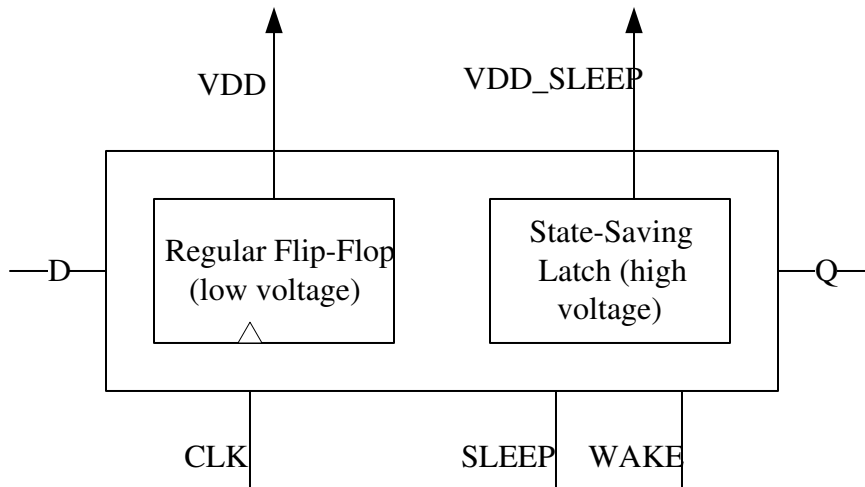 VDD
VDD_SLEEP
Regular Flip-Flop
(low voltage)
State-Saving
Latch (high
voltage)
D
Q
CLK
SLEEP
WAKE